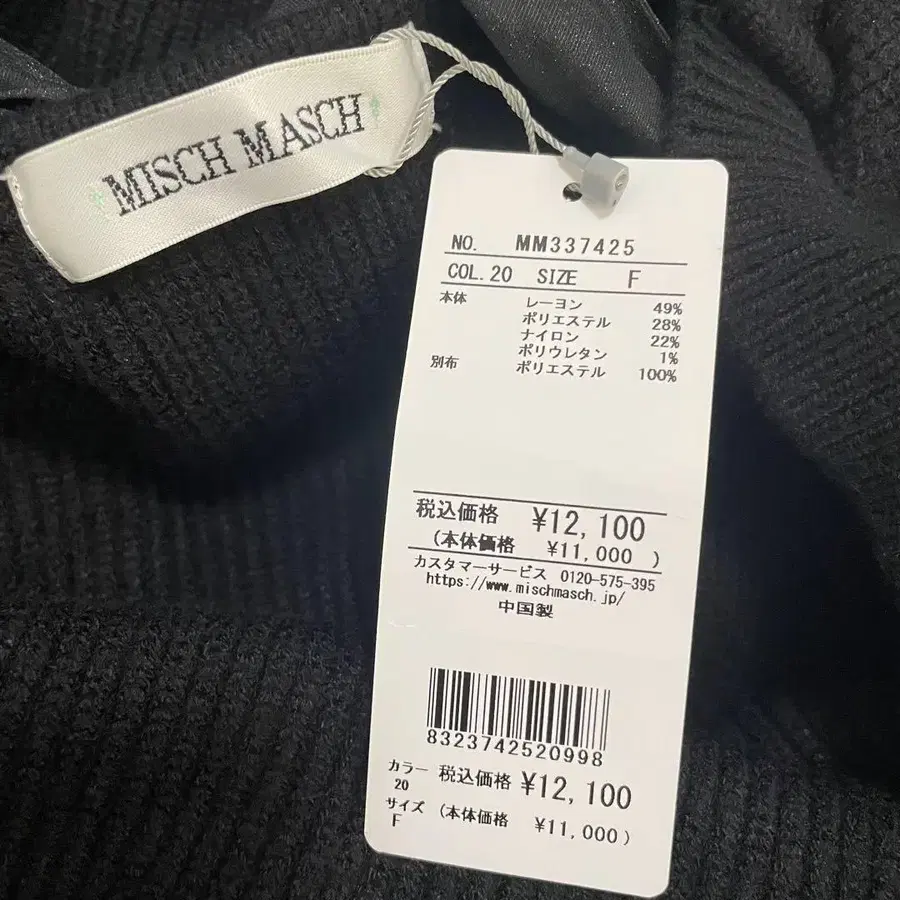 MISCH MASCH
NO. MM337425
COL. 20 SIZE F
本体 レーヨン 49%
ポリエステル 28%
ナイロン 22%
ポリウレタン 1%
別布 ポリエステル 100%
税込価格 ¥12,100
(本体価格 ¥11,000 )
カスタマーサービス 0120-575-395
https://www.mischmasch.jp/
中国製
8323742520998
カラー 税込価格 ¥12,100
20
サイズ (本体価格 ¥11,000)
F